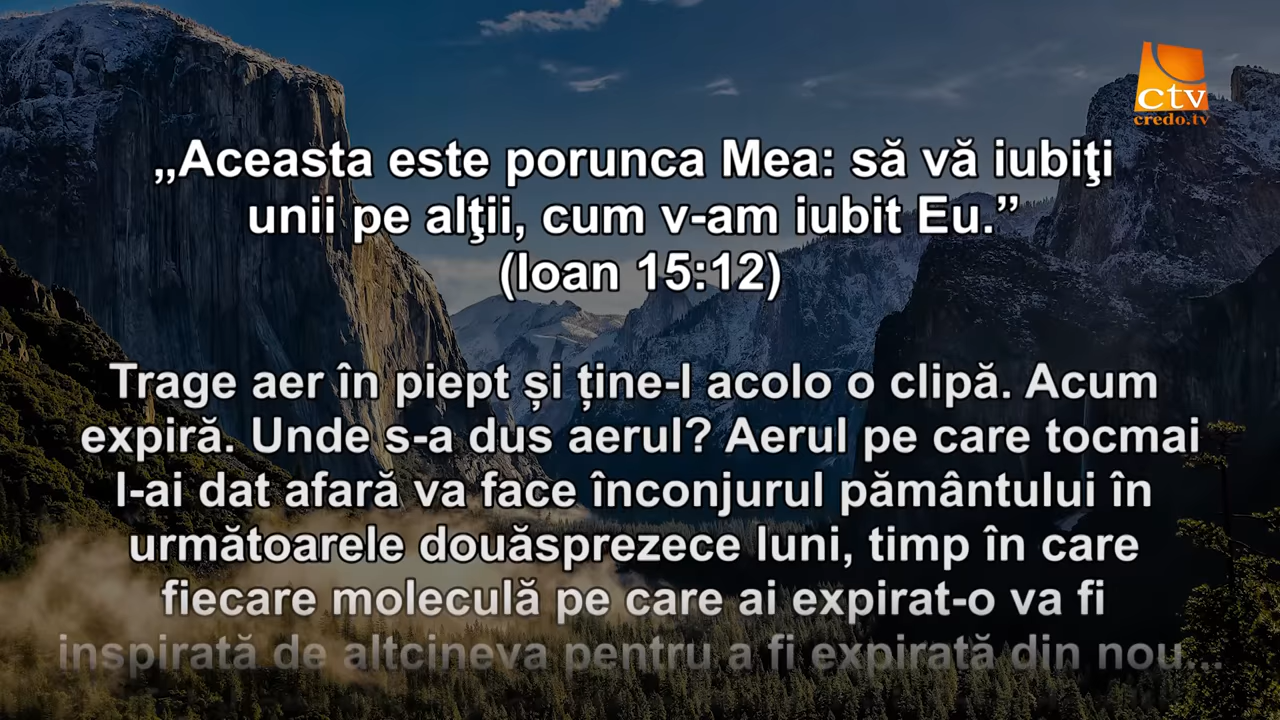 ctv
credo.tv
„Aceasta este porunca Mea: să vă iubiţi
unii pe alţii, cum v-am iubit Eu.”
(Ioan 15:12)
Trage aer în piept și ține-l acolo o clipă. Acum
expiră. Unde s-a dus aerul? Aerul pe care tocmai
l-ai dat afară va face înconjurul pământului în
următoarele douăsprezece luni, timp în care
fiecare moleculă pe care ai expirat-o va fi
inspirată de altcineva pentru a fi expirată din nou...